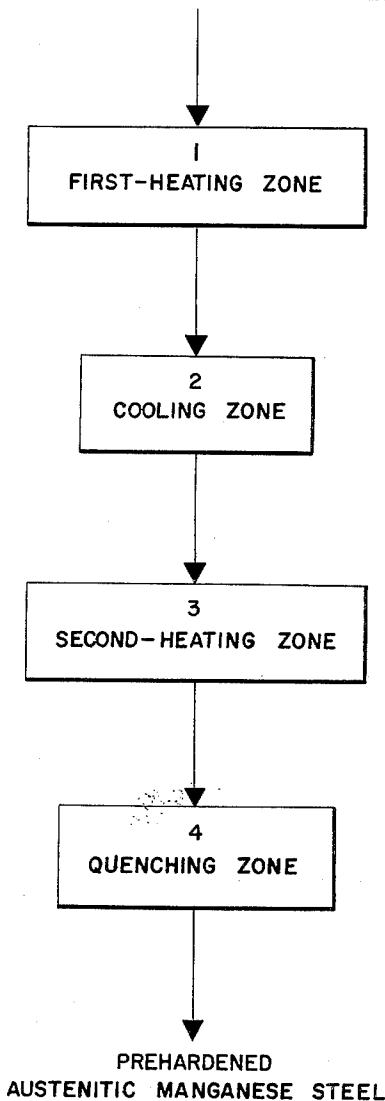 1
FIRST-HEATING ZONE
2
COOLING ZONE
3
SECOND-HEATING ZONE
4
QUENCHING ZONE
PREHARDENED
AUSTENITIC MANGANESE STEEL